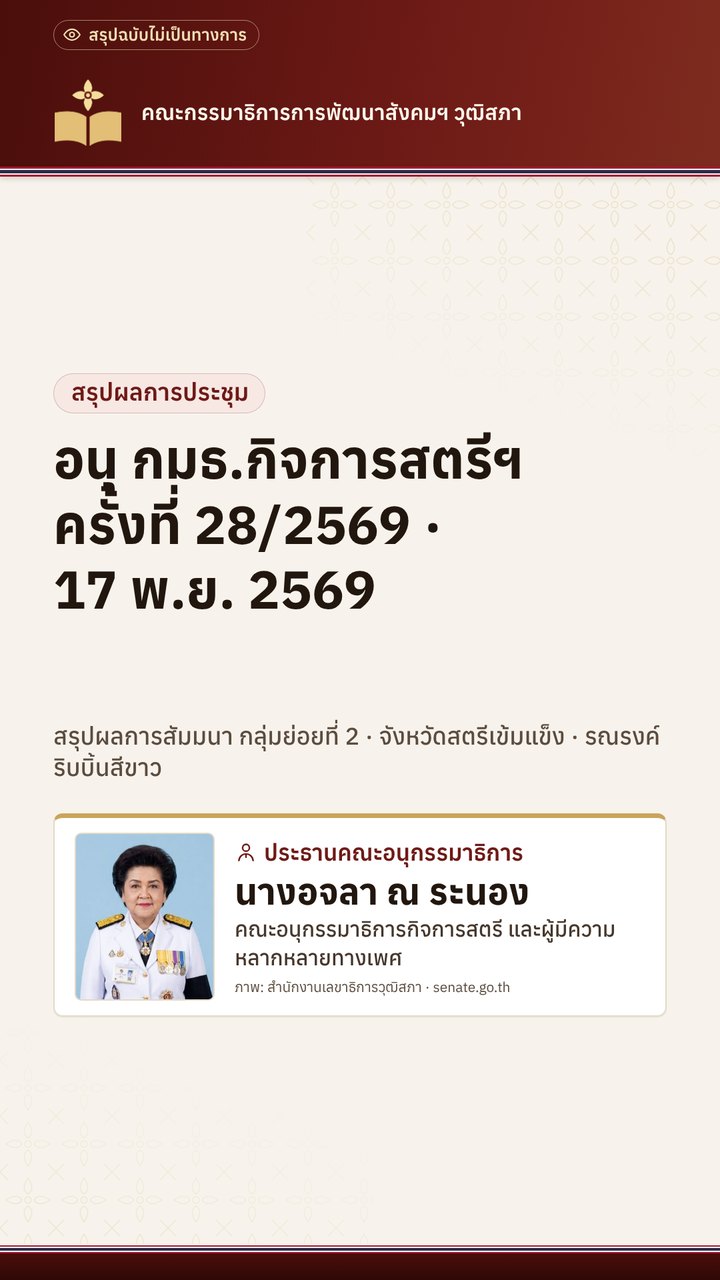 สรุปฉบับไม่เป็นทางการ
คณะกรรมาธิการการพัฒนาสังคมฯ วุฒิสภา
สรุปผลการประชุม
อนุ กมธ.กิจการสตรีฯ
ครั้งที่ 28/2569 ·
17 พ.ย. 2569
สรุปผลการสัมมนา กลุ่มย่อยที่ 2 · จังหวัดสตรีเข้มแข็ง · รณรงค์
ริบบิ้นสีขาว
ประธานคณะอนุกรรมาธิการ
นางอจลา ณ ระนอง
คณะอนุกรรมาธิการกิจการสตรี และผู้มีความ
หลากหลายทางเพศ
ภาพ: สำนักงานเลขาธิการวุฒิสภา · senate.go.th